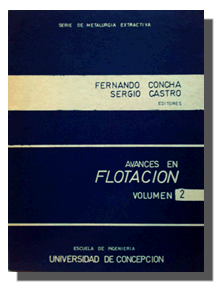 SERIE DE METALURGIA EXTRACTIVA
FERNANDO CONCHA
SERGIO CASTRO
EDITORES
AVANCES EN
FLOTACION
VOLUMEN 2
ESCUELA DE INGENIERIA
UNIVERSIDAD DE CONCEPCION